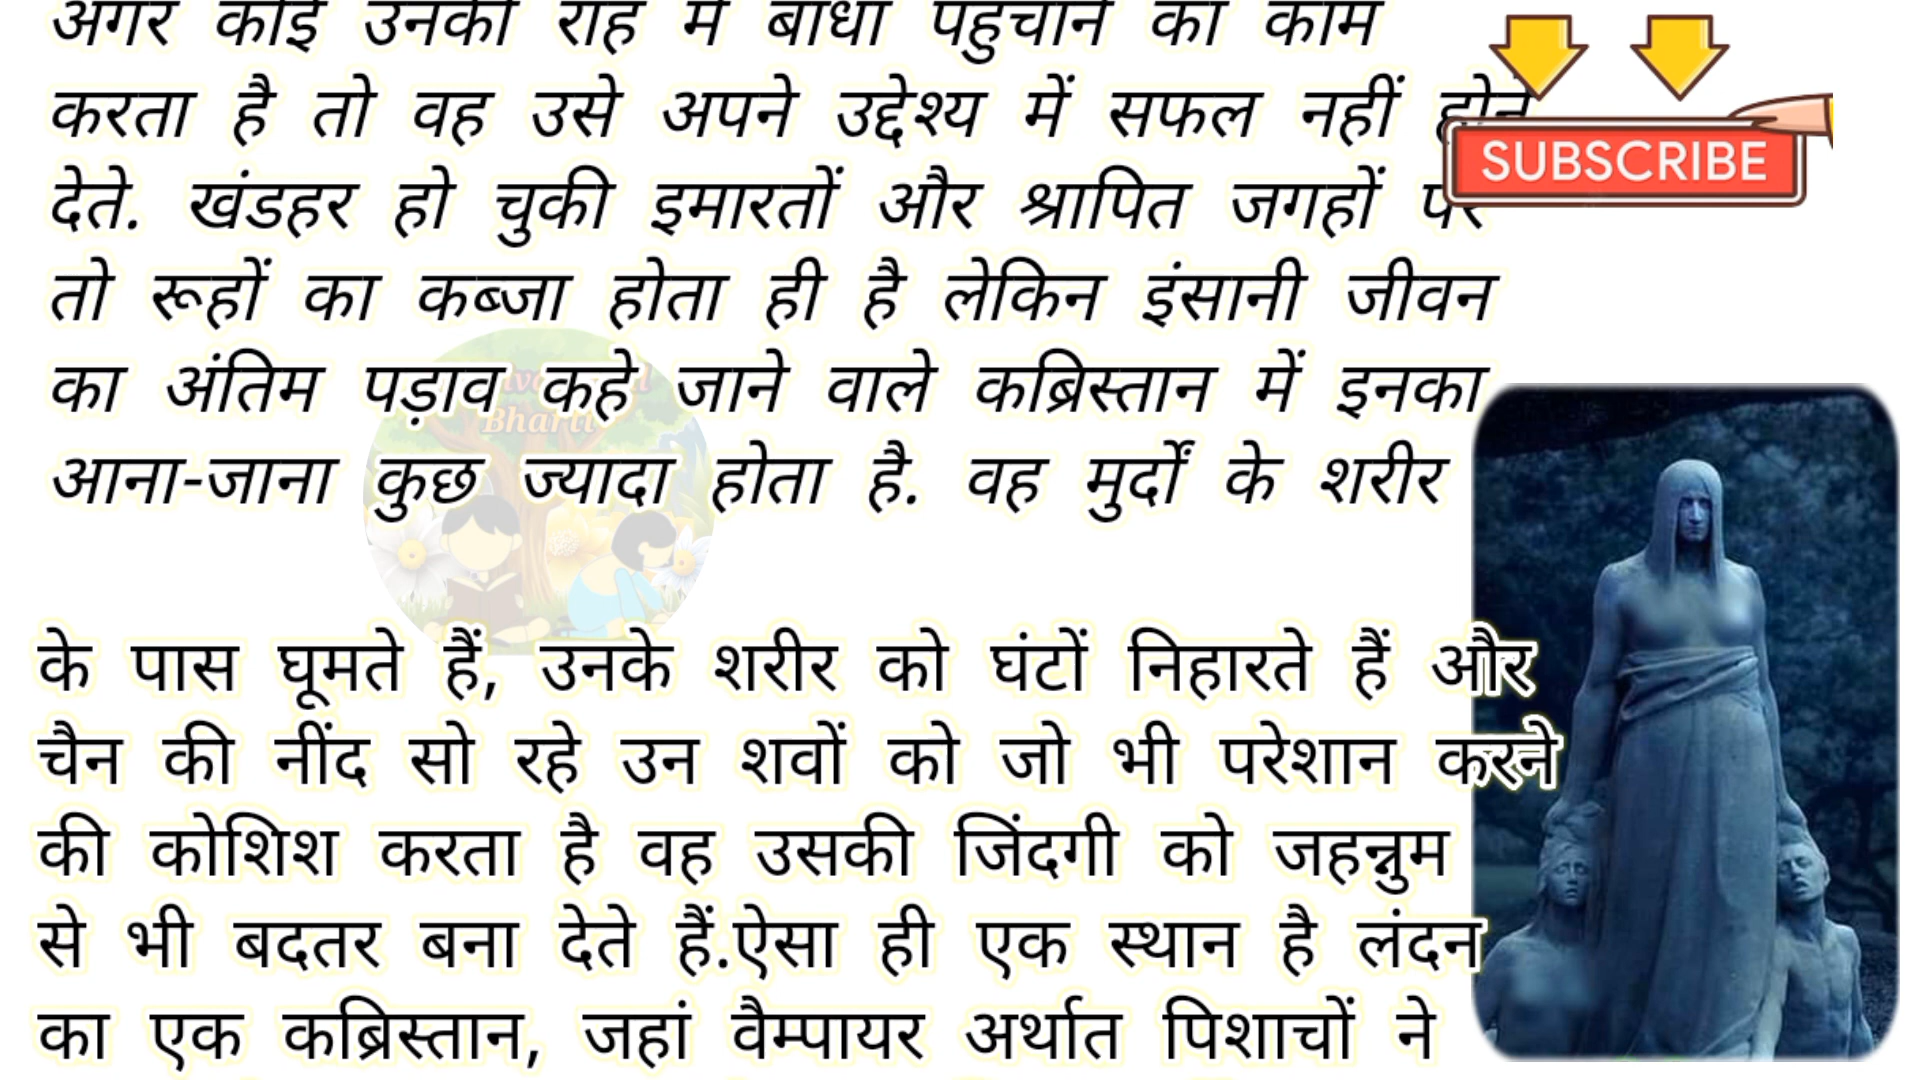 अगर कोई उनकी राह में बाधा पहुंचाने का काम
करता है तो वह उसे अपने उद्देश्य में सफल नहीं होने
SUBSCRIBE
देते. खंडहर हो चुकी इमारतों और श्रापित जगहों पर
तो रूहों का कब्जा होता ही है लेकिन इंसानी जीवन
का अंतिम पड़ाव कहे जाने वाले कब्रिस्तान में इनका
Bharti
आना-जाना कुछ ज्यादा होता है. वह मुर्दों के शरीर
के पास घूमते हैं, उनके शरीर को घंटों निहारते हैं और
चैन की नींद सो रहे उन शवों को जो भी परेशान करने
की कोशिश करता है वह उसकी जिंदगी को जहन्नुम
से भी बदतर बना देते हैं.ऐसा ही एक स्थान है लंदन
का एक कब्रिस्तान, जहां वैम्पायर अर्थात पिशाचों ने